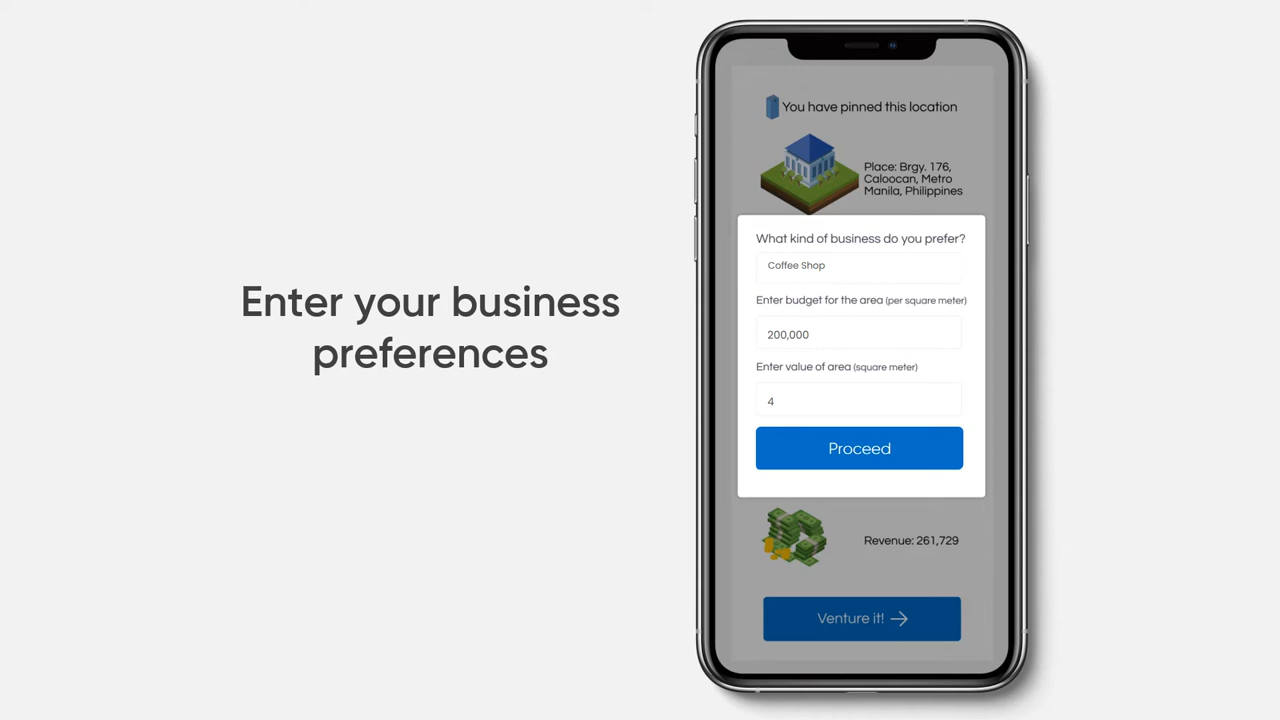 Enter your business
preferences
You have pinned this location
Place: Brgy. 176,
Caloocan, Metro
Manila, Philippines
What kind of business do you prefer?
Coffee Shop
Enter budget for the area (per square meter)
200,000
Enter value of area (square meter)
4
Proceed
Revenue: 261,729
Venture it!